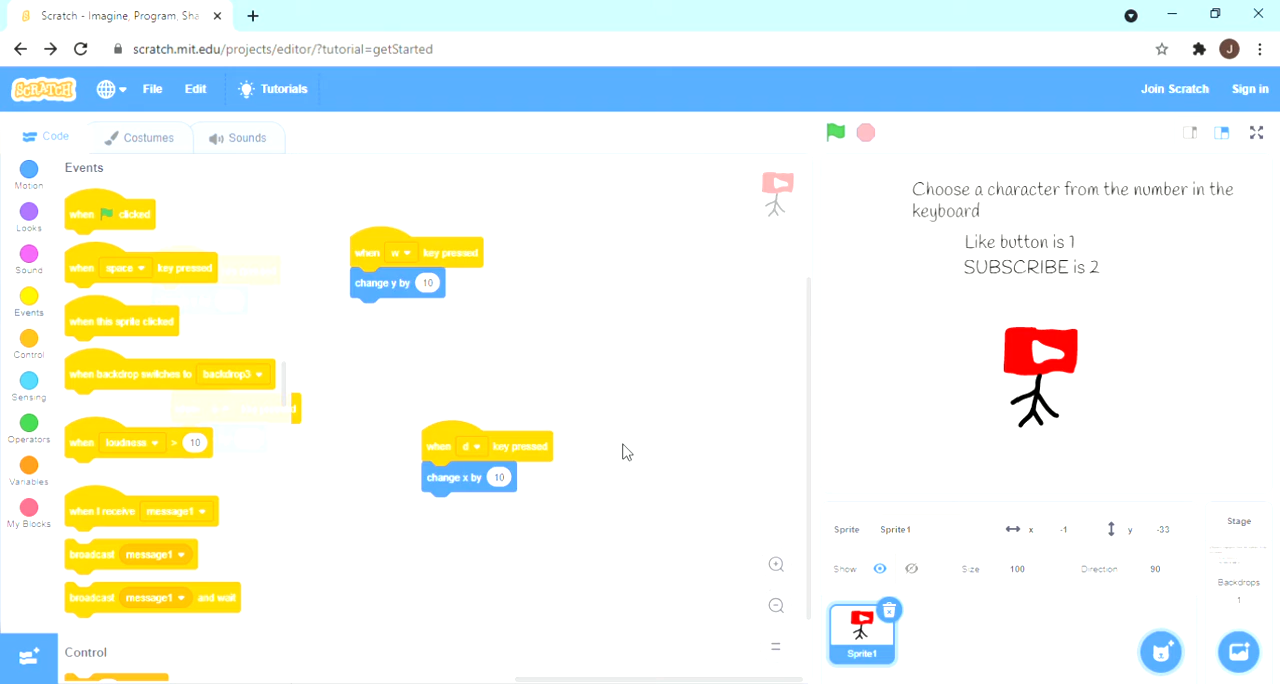 Scratch - Imagine, Program, Sha
scratch.mit.edu/projects/editor/?tutorial=getStarted
J
SCRATCH
File
Edit
Tutorials
Join Scratch
Sign in
Code
Costumes
Sounds
Motion
Looks
Sound
Events
Control
Sensing
Operators
Variables
My Blocks
Events
when clicked
when space key pressed
when this sprite clicked
when backdrop switches to backdrop3
when loudness > 10
when I receive message1
broadcast message1
broadcast message1 and wait
Control
when w key pressed
change y by 10
when d key pressed
change x by 10
Choose a character from the number in the
keyboard
Like button is 1
SUBSCRIBE is 2
Sprite Sprite1 x -1 y -33
Show Size 100 Direction 90
Sprite1
Stage
Backdrops
1